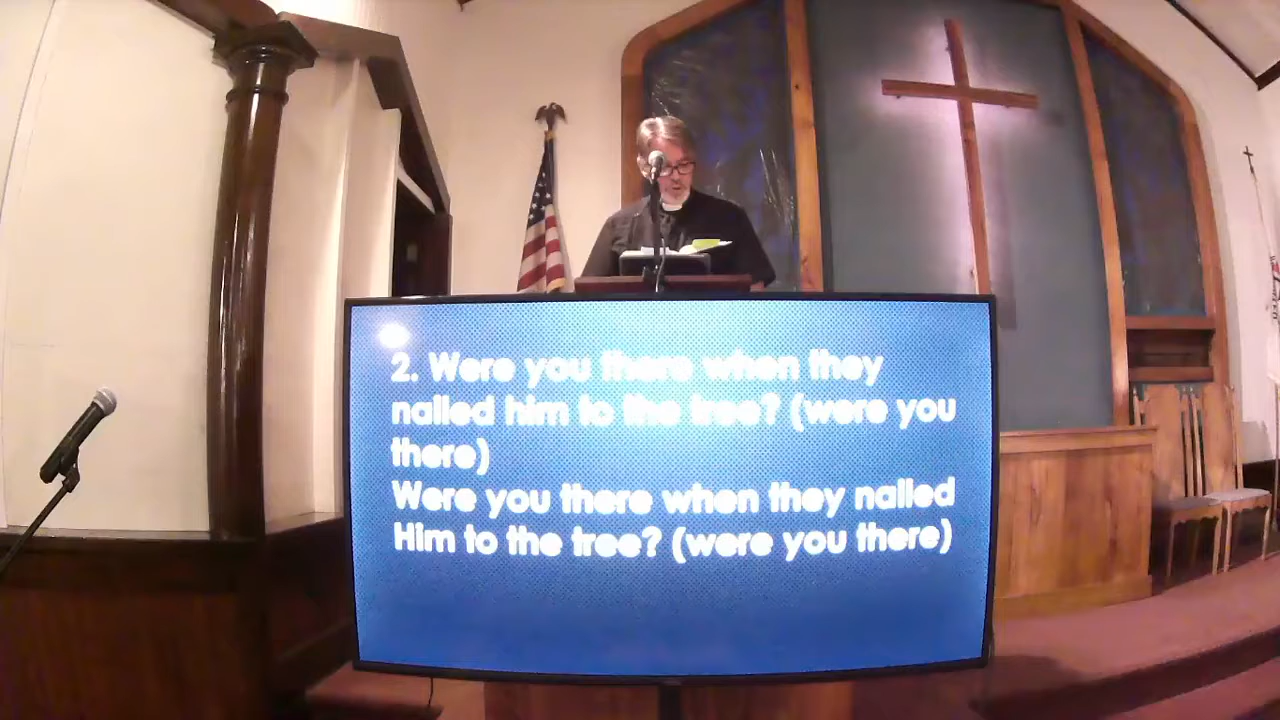 2. Were you there when they
nailed him to the tree? (were you
there)
Were you there when they nailed
Him to the tree? (were you there)